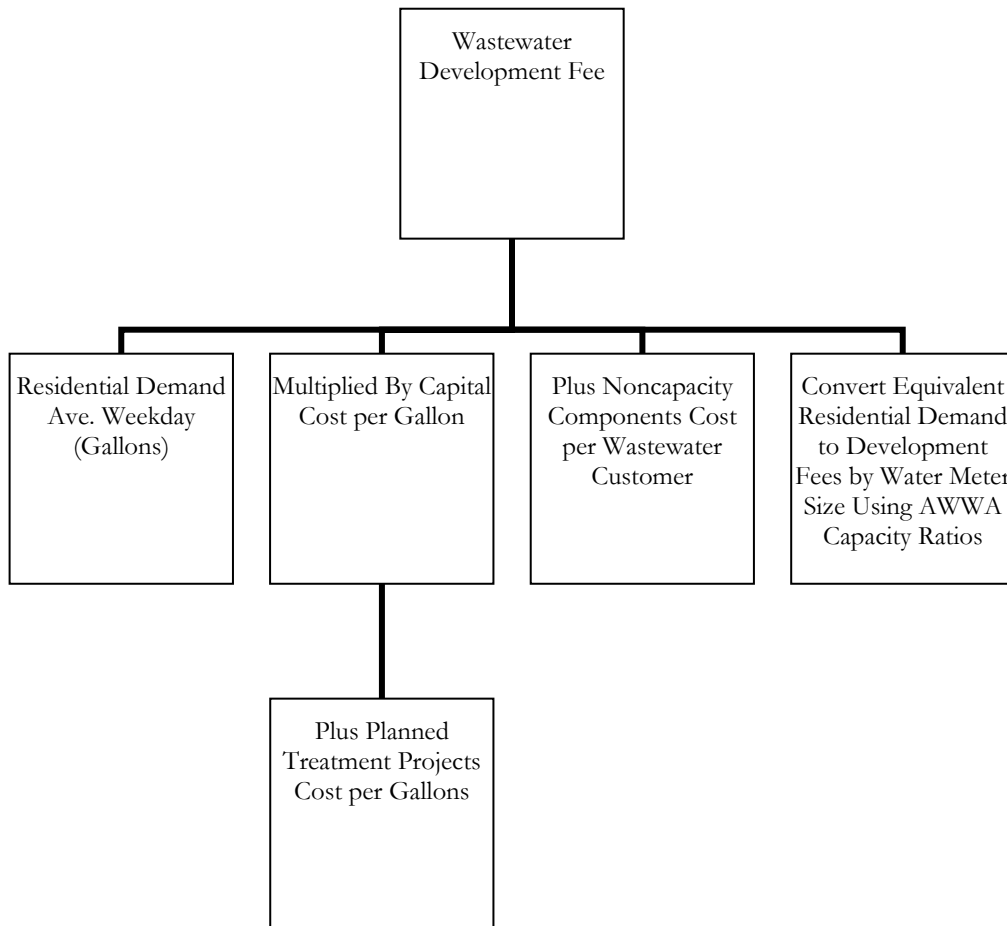 Wastewater
Development Fee
Residential Demand
Ave. Weekday
(Gallons)
Multiplied By Capital
Cost per Gallon
Plus Noncapacity
Components Cost
per Wastewater
Customer
Convert Equivalent
Residential Demand
to Development
Fees by Water Meter
Size Using AWWA
Capacity Ratios
Plus Planned
Treatment Projects
Cost per Gallons